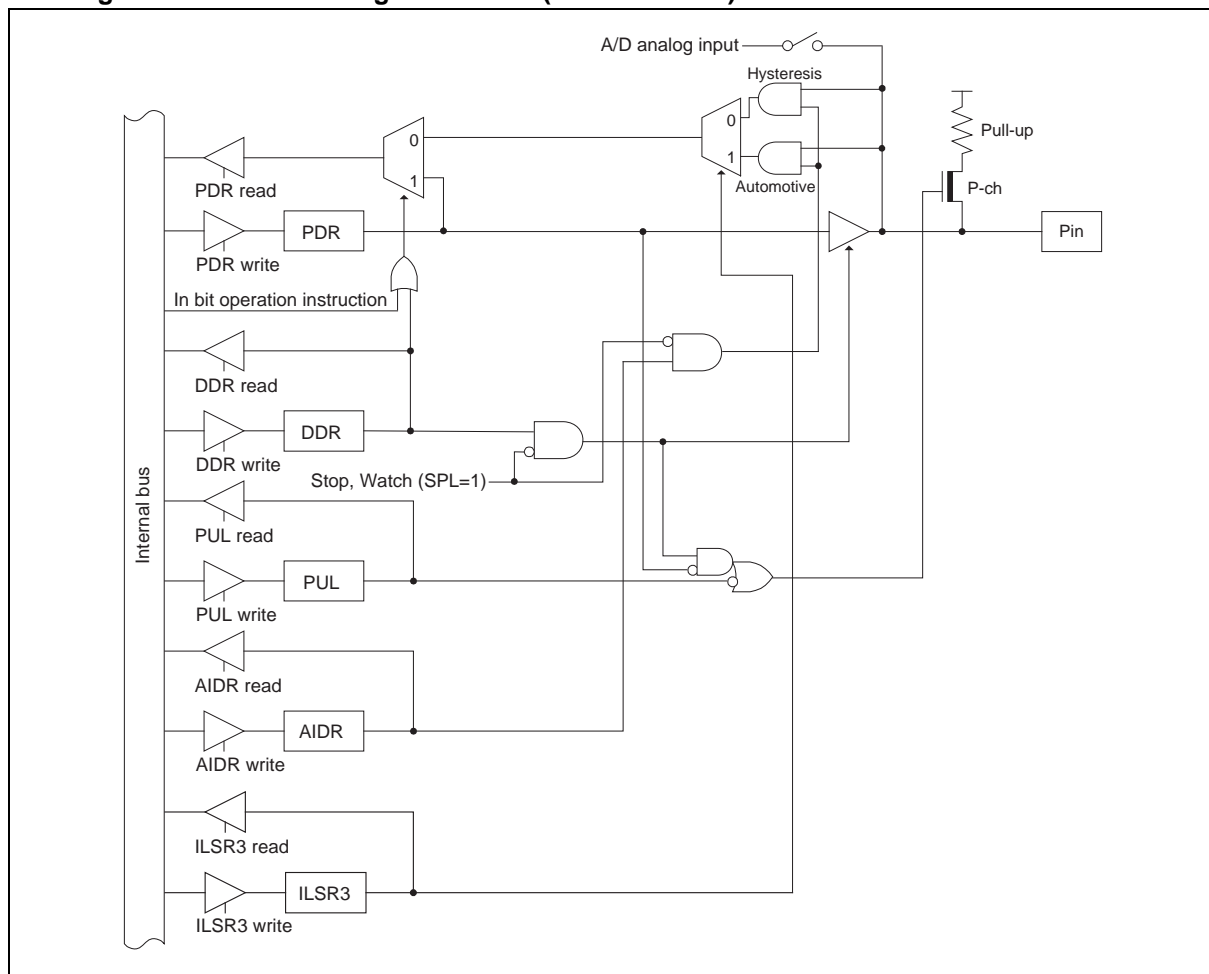 A/D analog input
Hysteresis
0
1
Automotive
Pull-up
P-ch
0
1
PDR read
PDR
PDR write
Pin
In bit operation instruction
DDR read
DDR
DDR write
Stop, Watch (SPL=1)
Internal bus
PUL read
PUL
PUL write
AIDR read
AIDR
AIDR write
ILSR3 read
ILSR3
ILSR3 write